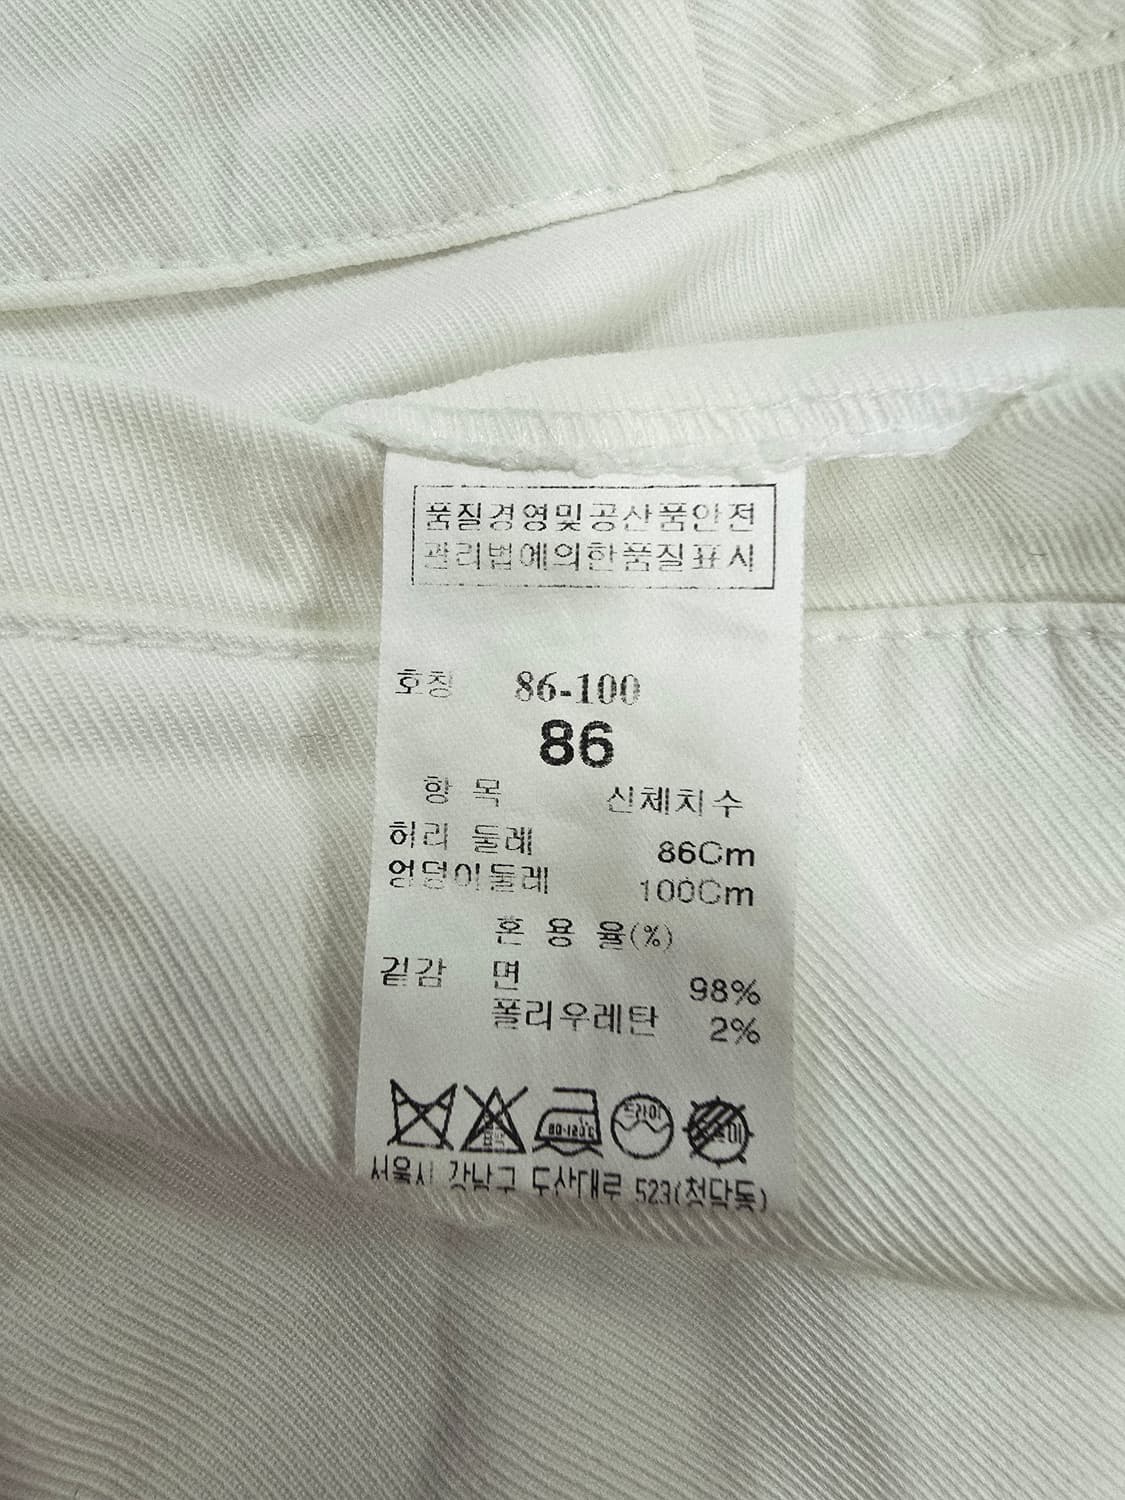 품질경영및공산품안전
관리법에의한품질표시
호칭 86-100
86
항 목 신체치수
허리 둘레 86Cm
엉덩이둘레 100Cm
혼 용 율(%)
겉감 면 98%
폴리우레탄 2%
80-120℃ 드라이
서울시 강남구 도산대로 523(청담동)